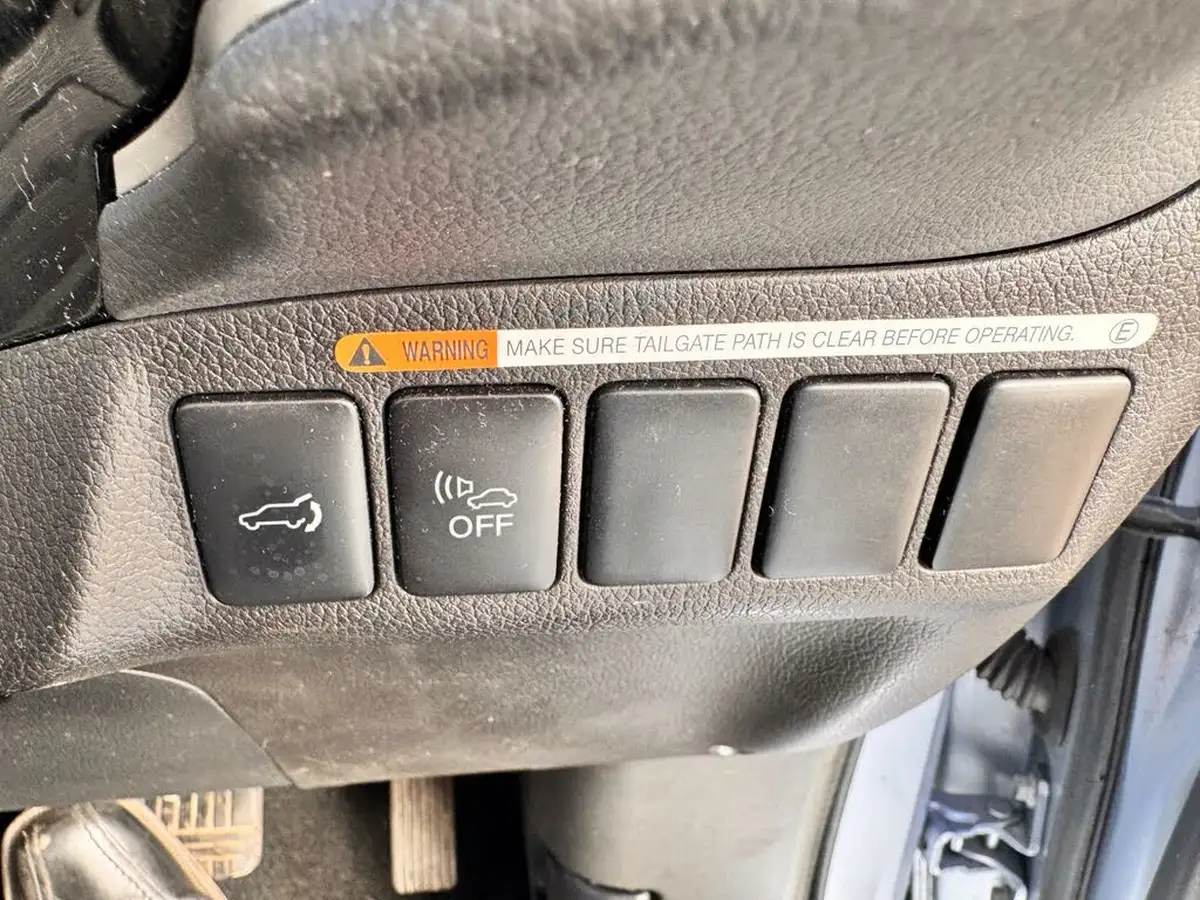 WARNING MAKE SURE TAILGATE PATH IS CLEAR BEFORE OPERATING. E
OFF